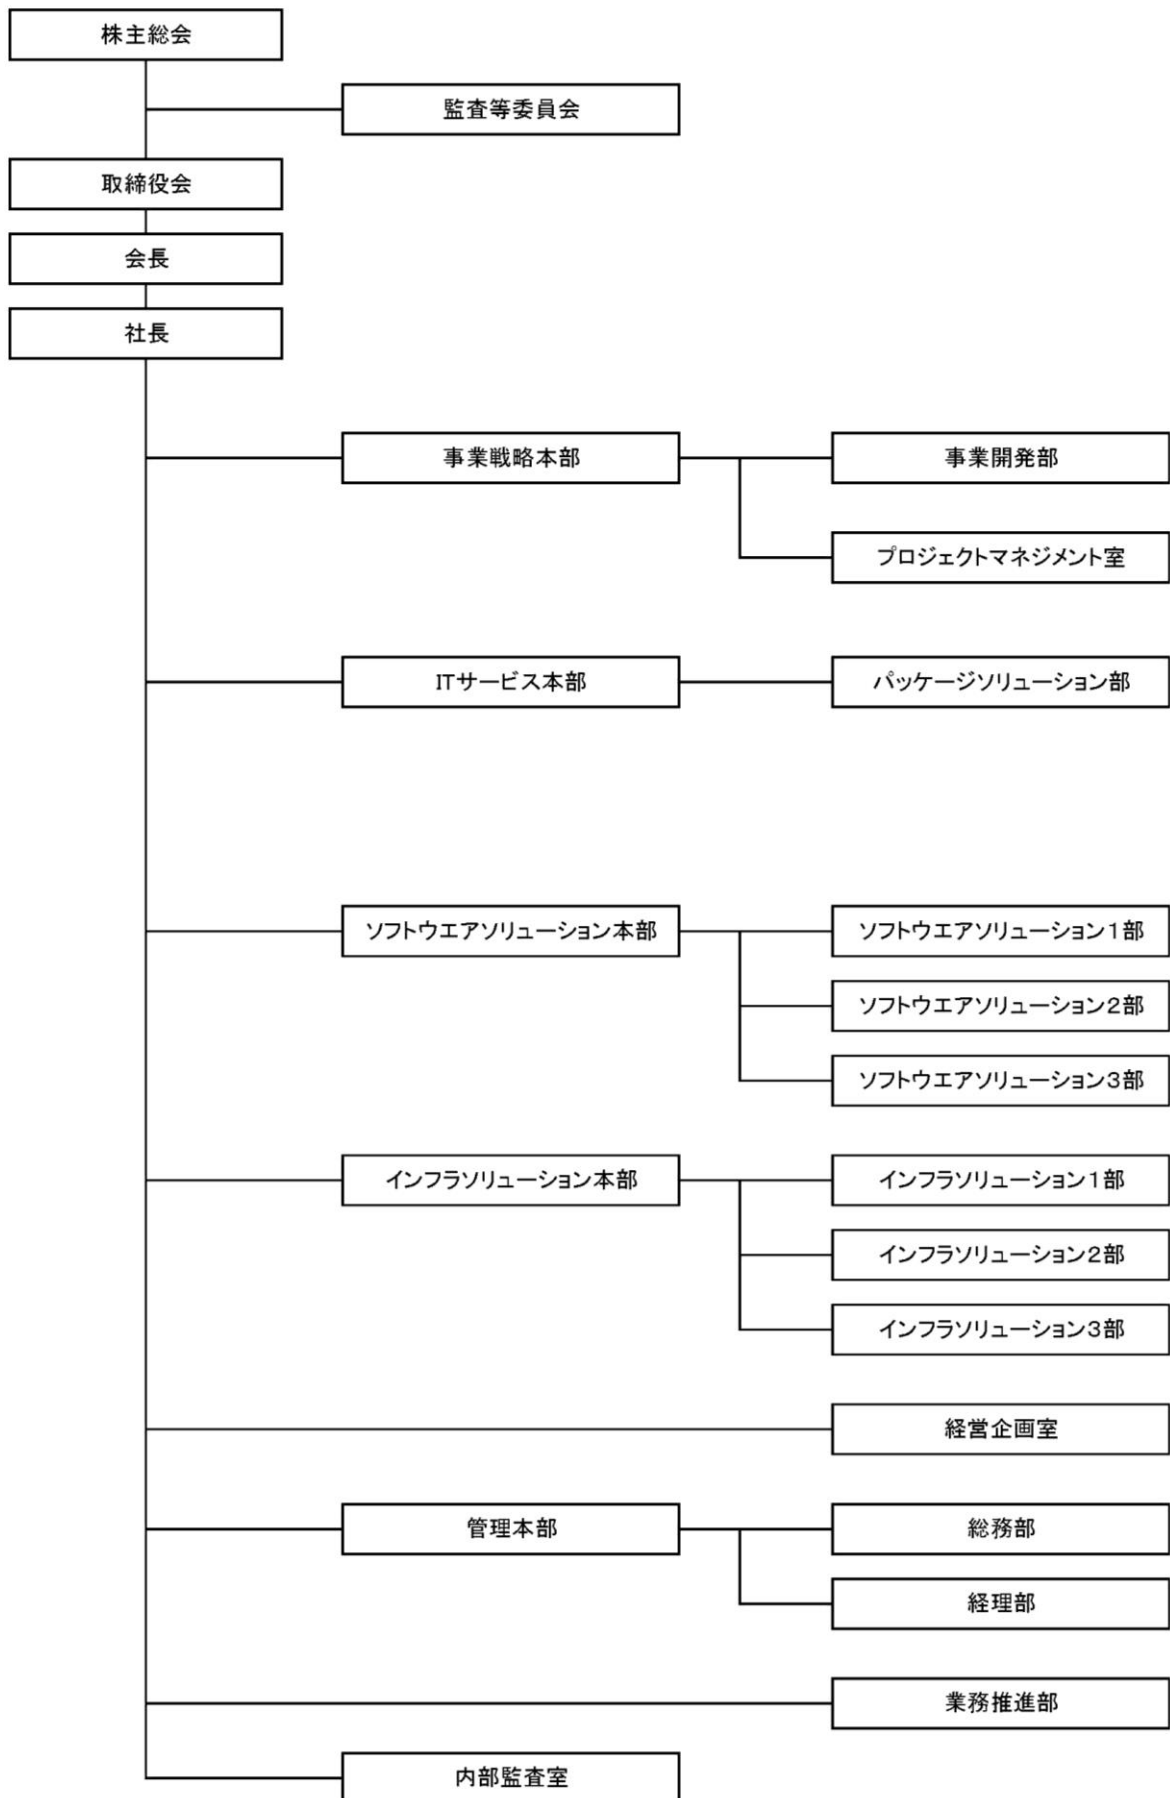 株主総会
監査等委員会
取締役会
会長
社長
事業戦略本部
事業開発部
プロジェクトマネジメント室
ITサービス本部
パッケージソリューション部
ソフトウエアソリューション本部
ソフトウエアソリューション1部
ソフトウエアソリューション2部
ソフトウエアソリューション3部
インフラソリューション本部
インフラソリューション1部
インフラソリューション2部
インフラソリューション3部
経営企画室
管理本部
総務部
経理部
業務推進部
内部監査室